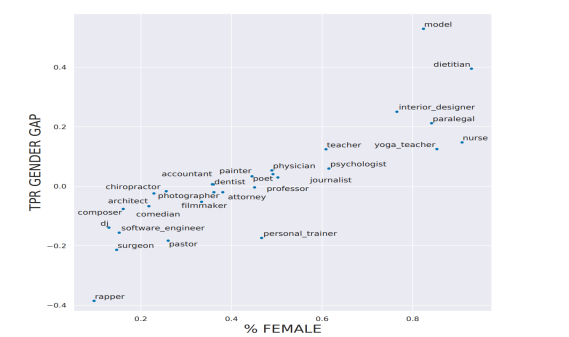 model
dietitian
0.4
interior_designer
paralegal
0.2
nurse
teacher
yoga_teacher
physician
psychologist
painter
accountant
poet
journalist
dentist
chiropractor
0.0
professor
photographer
attorney
architect
filmmaker
composer
comedian
dj
software_engineer
personal_trainer
−0.2
surgeon
pastor
rapper
−0.4
0.2
0.4
0.6
0.8
% FEMALE
TPR GENDER GAP